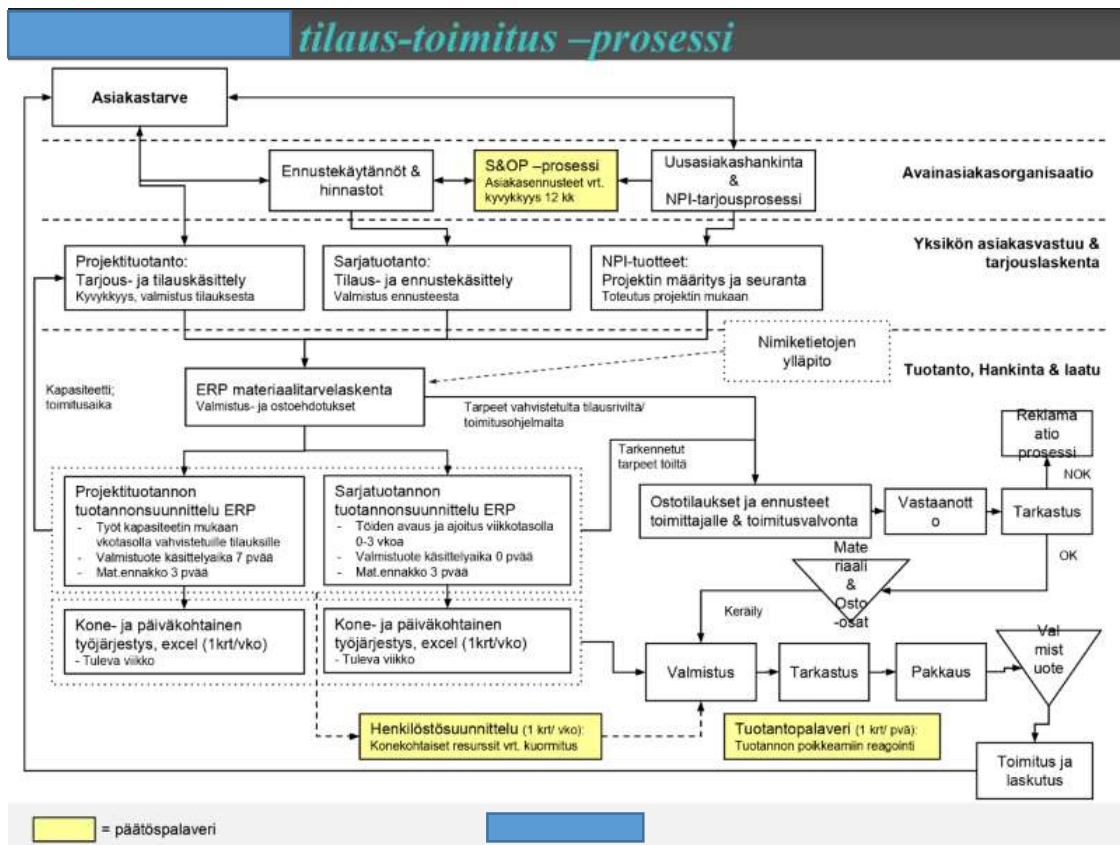 tilaus-toimitus –prosessi
Asiakastarve
Ennustekäytännöt &
hinnastot
S&OP –prosessi
Asiakasennusteet vrt.
kyvykkyys 12 kk
Uusasiakashankinta
&
NPI-tarjousprosessi
Avainasiakasorganisaatio
Yksikön asiakasvastuu &
tarjouslaskenta
Projektituotanto:
Tarjous- ja tilauskäsittely
Kyvykkyys, valmistus tilauksesta
Sarjatuotanto:
Tilaus- ja ennustekäsittely
Valmistus ennusteesta
NPI-tuotteet:
Projektin määritys ja seuranta
Toteutus projektin mukaan
Nimiketietojen
ylläpito
Tuotanto, Hankinta & laatu
Kapasiteetti;
toimitusaika
ERP materiaalitarvelaskenta
Valmistus- ja ostoehdotukset
Tarpeet vahvistetulta tilausriviltä/
toimitusohjelmalta
Tarkennetut
tarpeet töiltä
Reklama
atio
prosessi
NOK
Projektituotannon
tuotannonsuunnittelu ERP
- Työt kapasiteetin mukaan
vkotasolla vahvistetuille tilauksille
- Valmistuote käsittelyaika 7 pvää
- Mat.ennakko 3 pvää
Sarjatuotannon
tuotannonsuunnittelu ERP
- Töiden avaus ja ajoitus viikkotasolla
0-3 vkoa
- Valmistuote käsittelyaika 0 pvää
- Mat.ennakko 3 pvää
Ostotilaukset ja ennusteet
toimittajalle & toimitusvalvonta
Vastaanott
o
Tarkastus
OK
Mate
riaali
&
Osto
-osat
Keräily
Kone- ja päiväkohtainen
työjärjestys, excel (1krt/vko)
- Tuleva viikko
Kone- ja päiväkohtainen
työjärjestys, excel (1krt/vko)
- Tuleva viikko
Valmistus
Tarkastus
Pakkaus
Val
mist
uote
Henkilöstösuunnittelu (1 krt/ vko):
Konekohtaiset resurssit vrt. kuormitus
Tuotantopalaveri (1 krt/ pvä):
Tuotannon poikkeamiin reagointi
Toimitus ja
laskutus
= päätöspalaveri